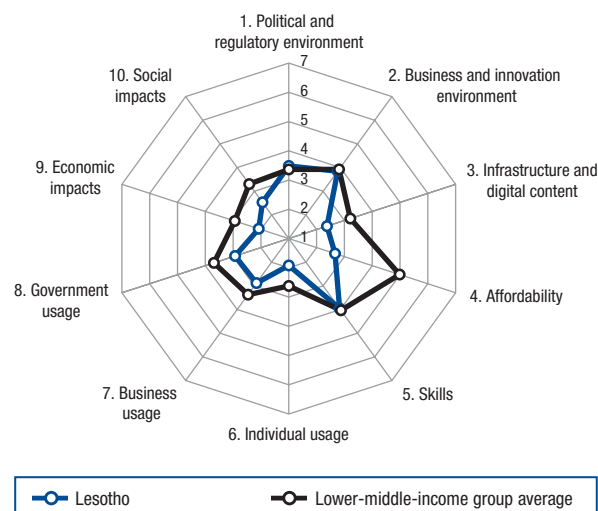 1. Political and
regulatory environment
10. Social
impacts
7
2. Business and innovation
environment
6
5
9. Economic
impacts
4
3. Infrastructure and
digital content
3
2
1
8. Government
usage
4. Affordability
7. Business
usage
5. Skills
6. Individual usage
Lesotho
Lower-middle-income group average